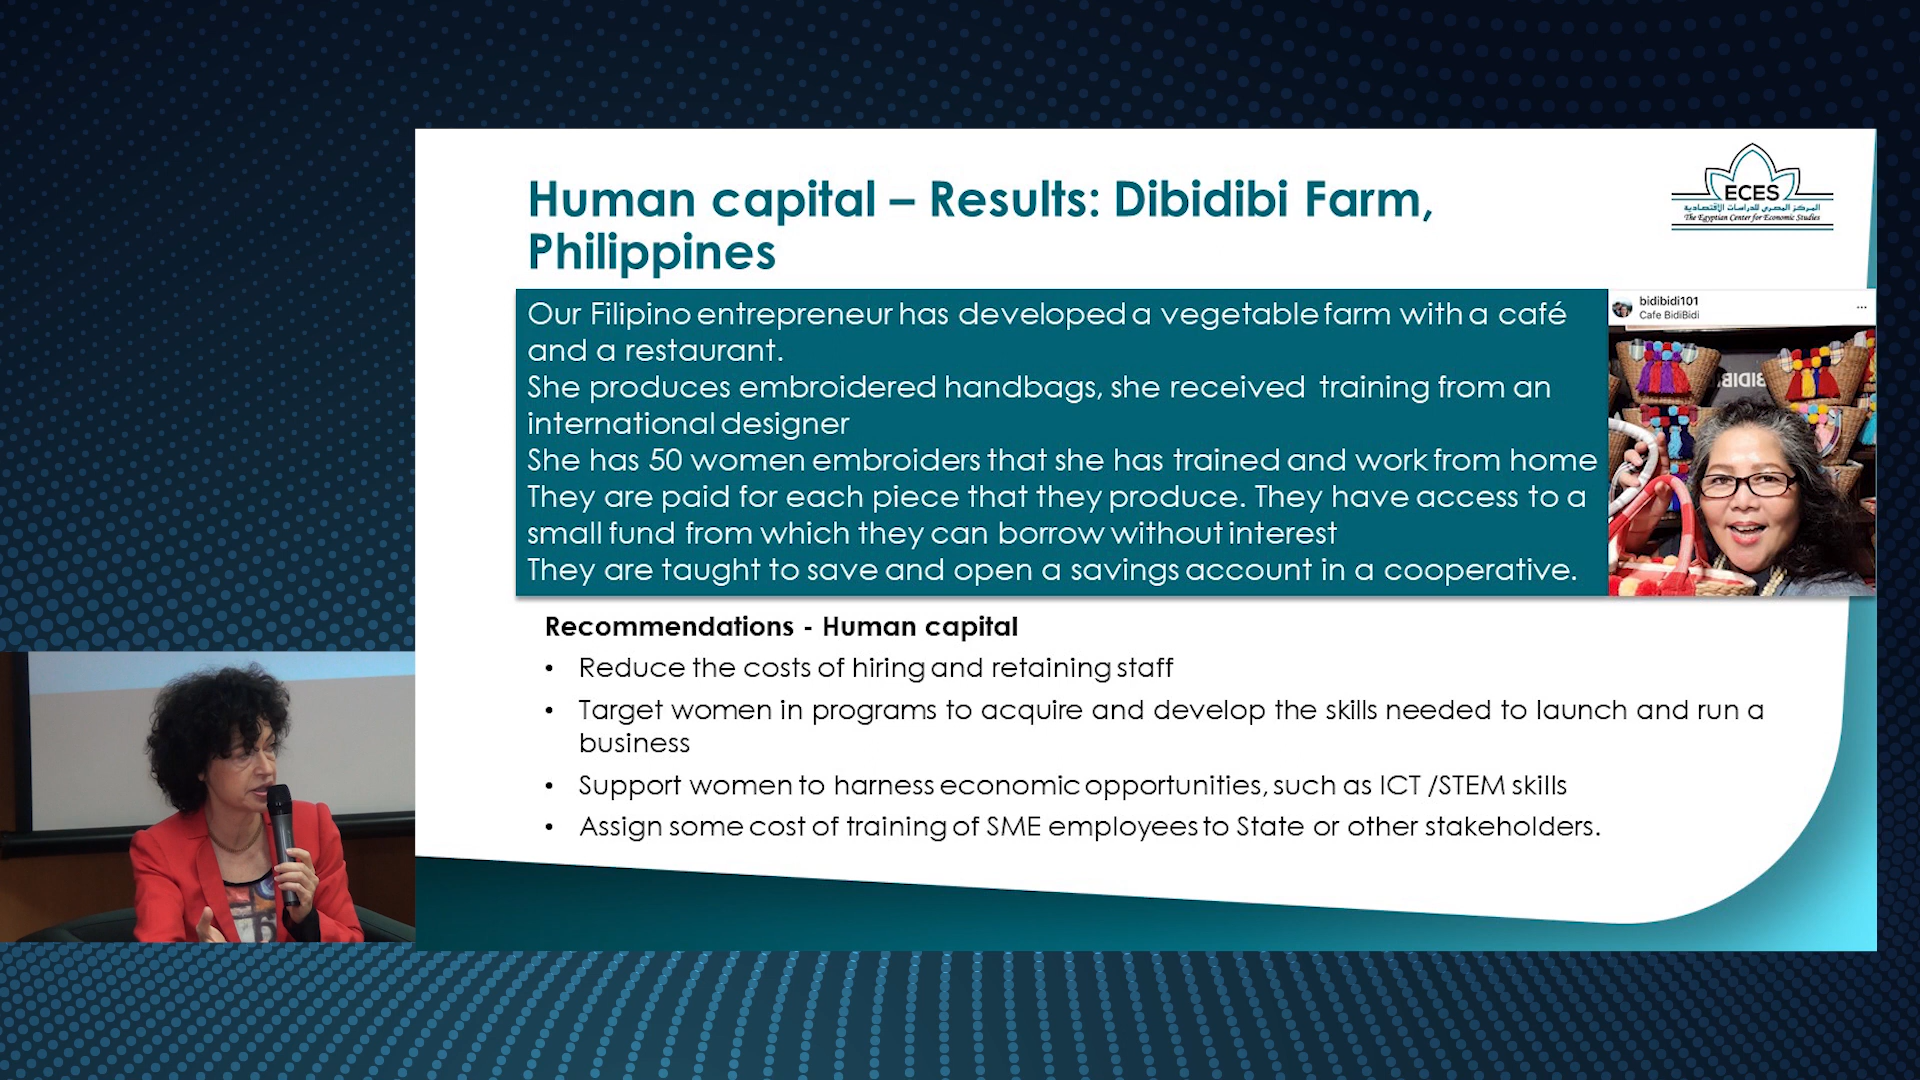 Human capital – Results: Dibidibi Farm,
Philippines
ECES
المركز المصري للدراسات الاقتصادية
The Egyptian Center for Economic Studies
Our Filipino entrepreneur has developed a vegetable farm with a café
and a restaurant.
She produces embroidered handbags, she received training from an
international designer
She has 50 women embroiders that she has trained and work from home
They are paid for each piece that they produce. They have access to a
small fund from which they can borrow without interest
They are taught to save and open a savings account in a cooperative.
bidibidi101
Cafe BidiBidi
Recommendations - Human capital
• Reduce the costs of hiring and retaining staff
• Target women in programs to acquire and develop the skills needed to launch and run a
business
• Support women to harness economic opportunities, such as ICT /STEM skills
• Assign some cost of training of SME employees to State or other stakeholders.